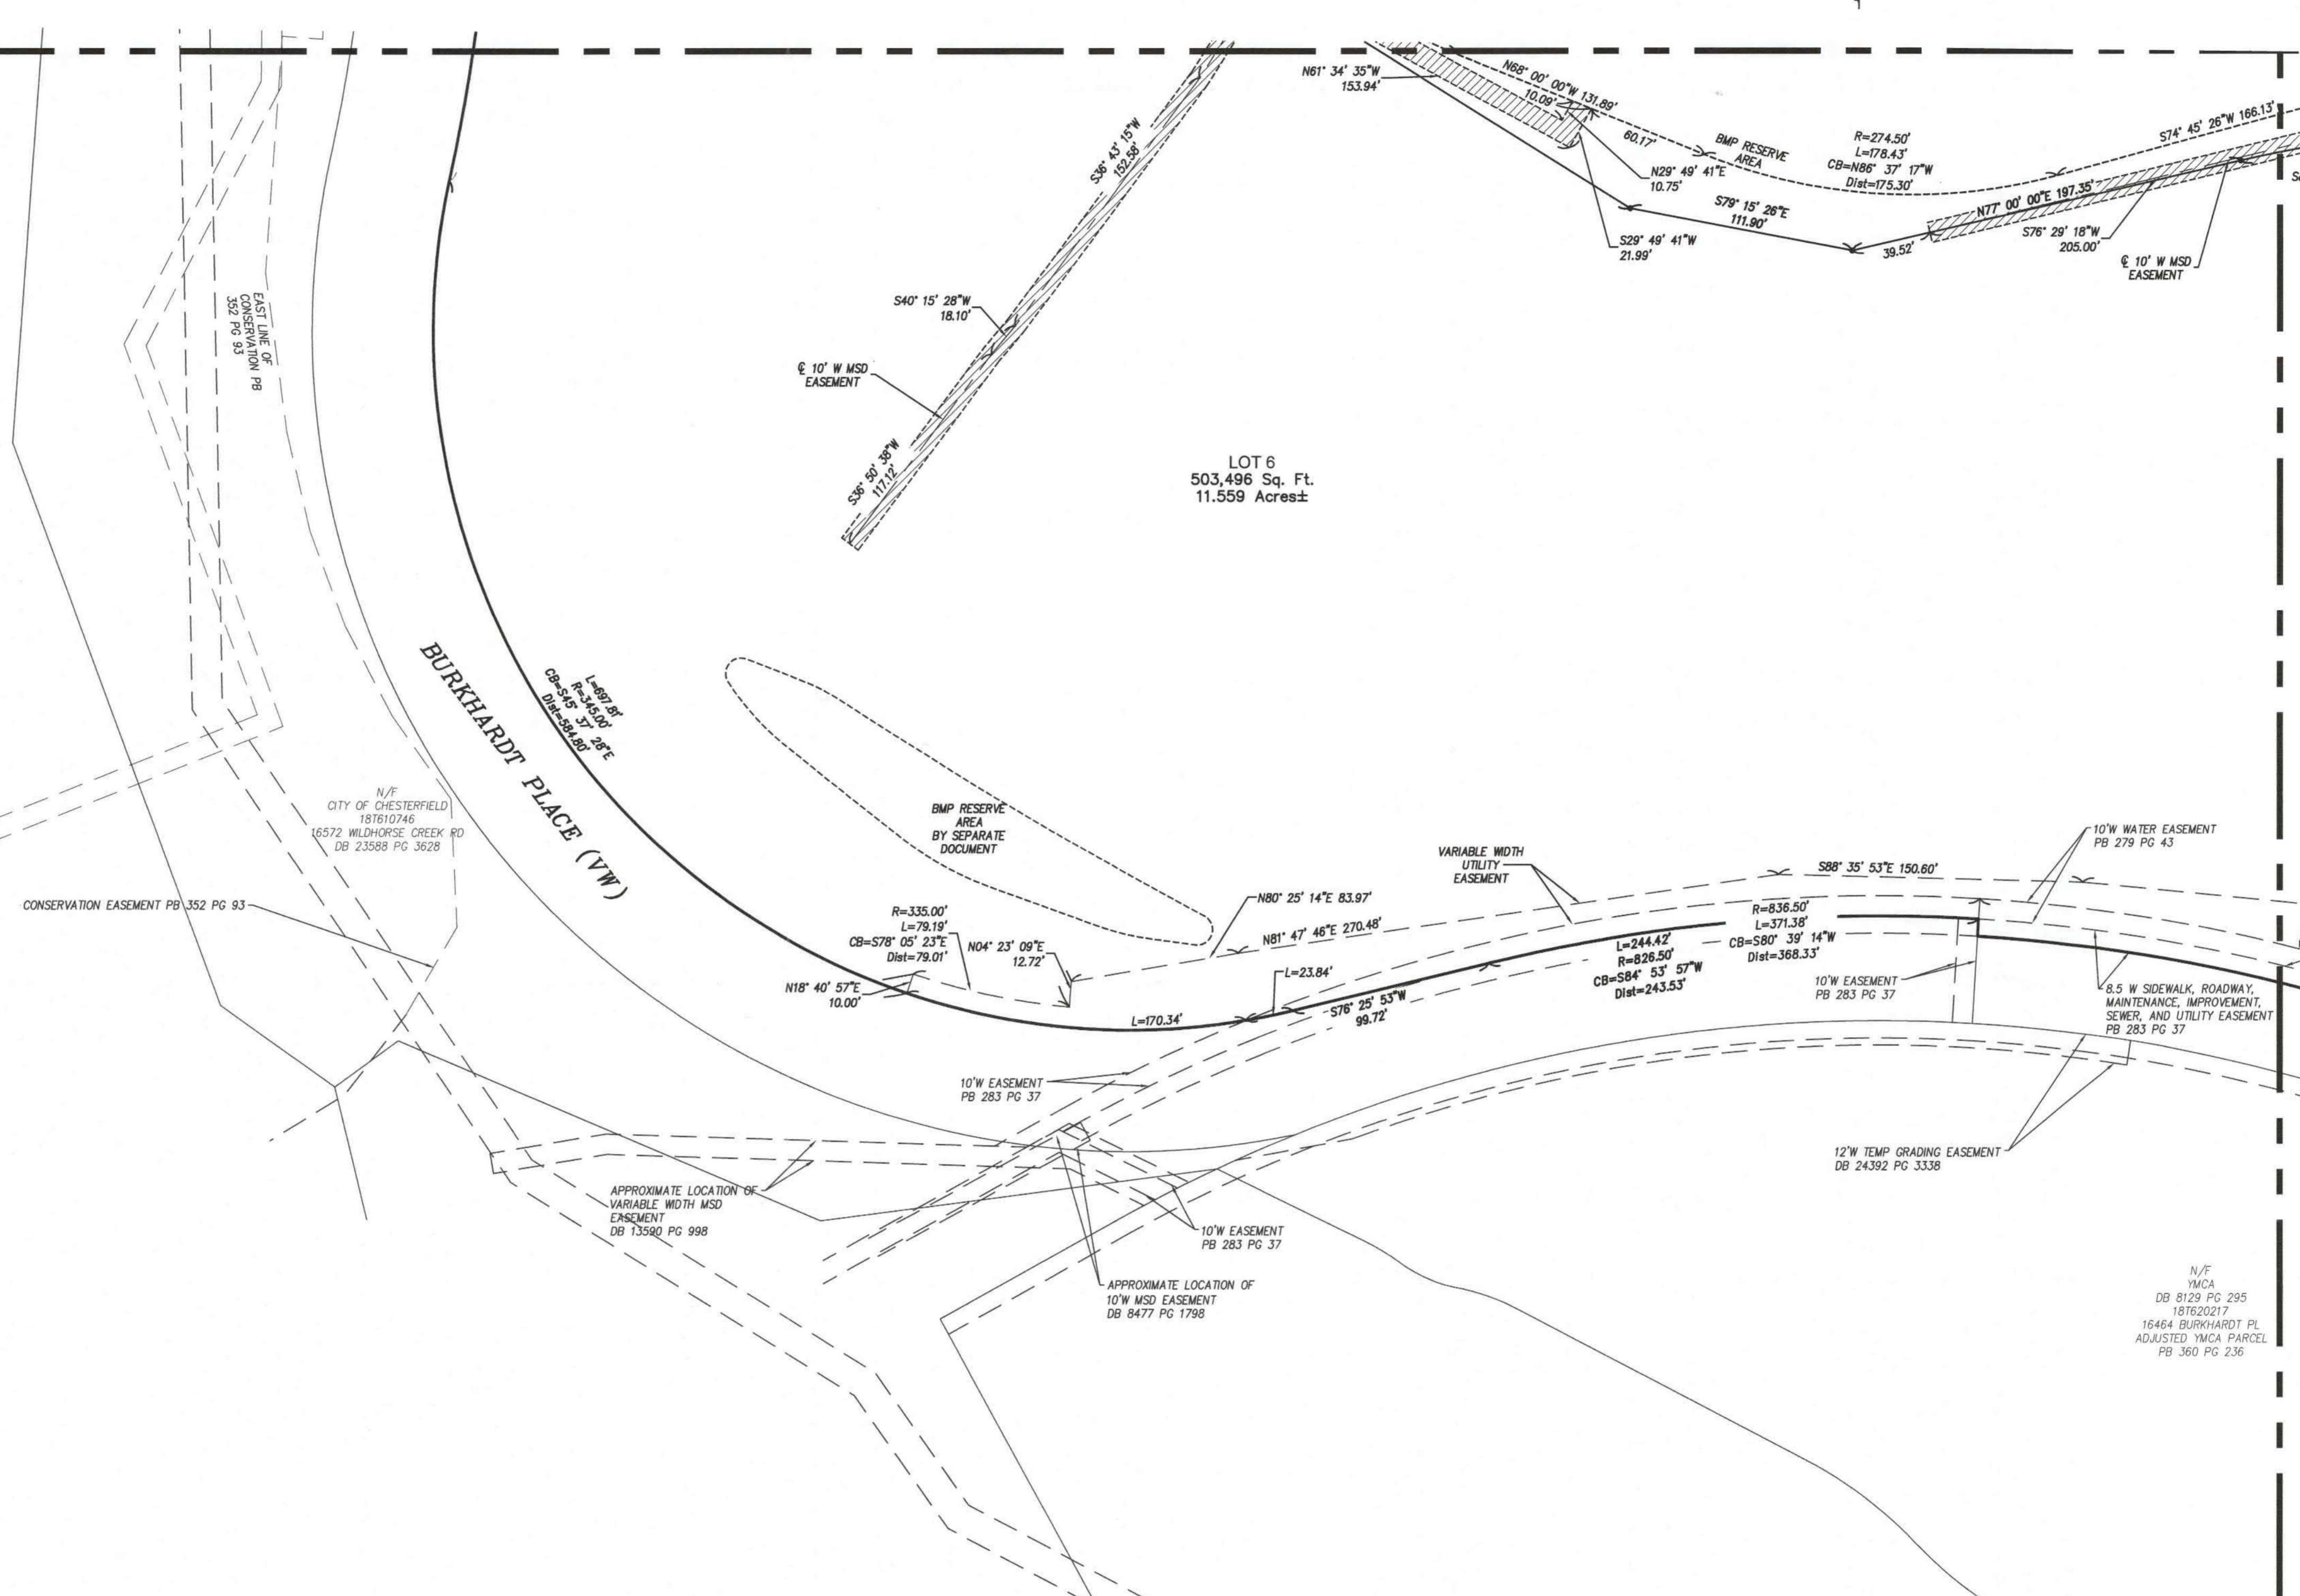 N61° 34' 35"W
153.94'
N68° 00' 00"W 131.89'
10.09'
60.17'
BMP RESERVE
AREA
R=274.50'
L=178.43'
CB=N86° 37' 17"W
Dist=175.30'
S74° 45' 26"W 166.13'
N29° 49' 41"E
10.75'
S79° 15' 26"E
111.90'
S29° 49' 41"W
21.99'
39.52'
N77° 00' 00"E 197.35'
S76° 29' 18"W
205.00'
℄ 10' W MSD
EASEMENT
S36° 43' 15"W
152.58'
S40° 15' 28"W
18.10'
℄ 10' W MSD
EASEMENT
S36° 50' 38"W
117.12'
EAST LINE OF
CONSERVATION PB
352 PG 93
LOT 6
503,496 Sq. Ft.
11.559 Acres±
L=697.81'
R=345.00'
CB=S45° 37' 28"E
Dist=584.80'
BURKHARDT PLACE (VW)
N/F
CITY OF CHESTERFIELD
18T610746
16572 WILDHORSE CREEK RD
DB 23588 PG 3628
CONSERVATION EASEMENT PB 352 PG 93
BMP RESERVE
AREA
BY SEPARATE
DOCUMENT
VARIABLE WIDTH
UTILITY
EASEMENT
S88° 35' 53"E 150.60'
10'W WATER EASEMENT
PB 279 PG 43
N80° 25' 14"E 83.97'
N81° 47' 46"E 270.48'
R=335.00'
L=79.19'
CB=S78° 05' 23"E
Dist=79.01'
N04° 23' 09"E
12.72'
N18° 40' 57"E
10.00'
L=170.34'
L=23.84'
S76° 25' 53"W
99.72'
L=244.42'
R=826.50'
CB=S84° 53' 57"W
Dist=243.53'
R=836.50'
L=371.38'
CB=S80° 39' 14"W
Dist=368.33'
10'W EASEMENT
PB 283 PG 37
8.5 W SIDEWALK, ROADWAY,
MAINTENANCE, IMPROVEMENT,
SEWER, AND UTILITY EASEMENT
PB 283 PG 37
10'W EASEMENT
PB 283 PG 37
12'W TEMP GRADING EASEMENT
DB 24392 PG 3338
APPROXIMATE LOCATION OF
VARIABLE WIDTH MSD
EASEMENT
DB 13590 PG 998
10'W EASEMENT
PB 283 PG 37
APPROXIMATE LOCATION OF
10'W MSD EASEMENT
DB 8477 PG 1798
N/F
YMCA
DB 8129 PG 295
18T620217
16464 BURKHARDT PL
ADJUSTED YMCA PARCEL
PB 360 PG 236